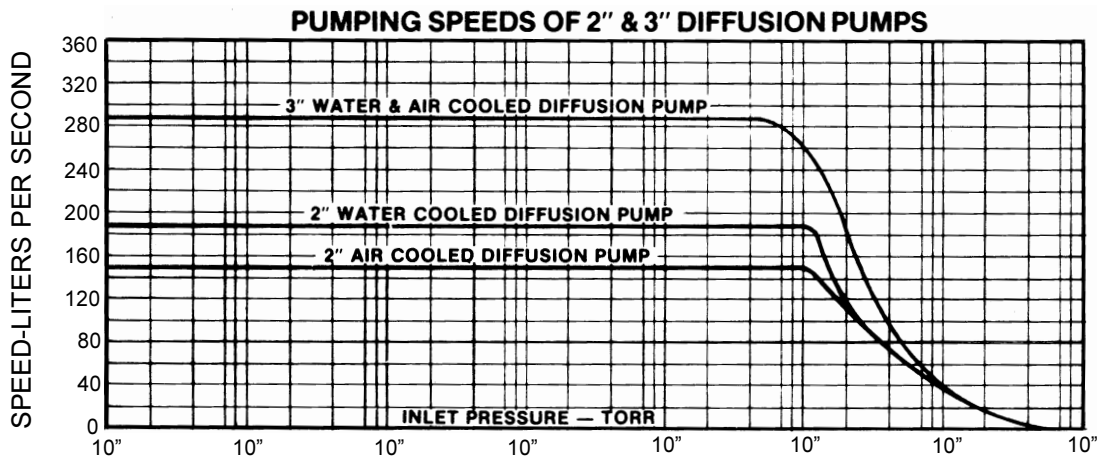 PUMPING SPEEDS OF 2″ & 3″ DIFFUSION PUMPS
SPEED-LITERS PER SECOND
360
320
280
240
200
160
120
80
40
0
3″ WATER & AIR COOLED DIFFUSION PUMP
2″ WATER COOLED DIFFUSION PUMP
2″ AIR COOLED DIFFUSION PUMP
INLET PRESSURE — TORR
10” 10” 10” 10” 10” 10” 10” 10”